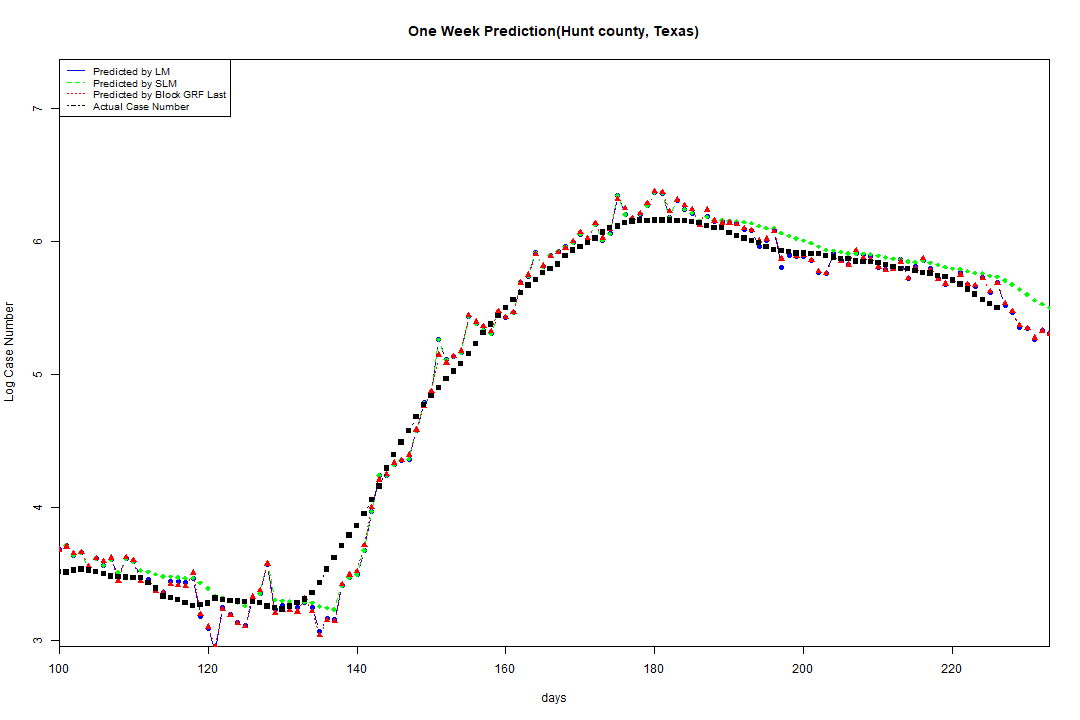 One Week Prediction(Hunt county, Texas)
Predicted by LM
Predicted by SLM
Predicted by Block GRF Last
Actual Case Number
7
6
5
4
3
Log Case Number
100 120 140 160 180 200 220
days